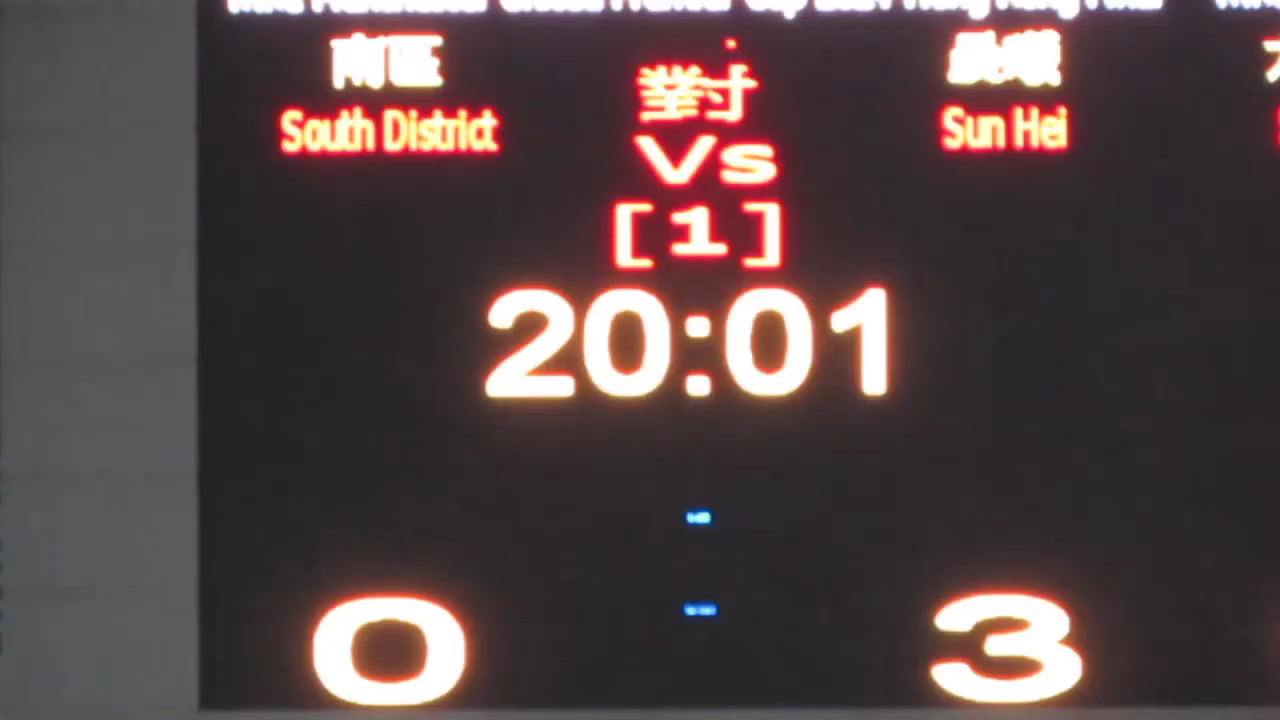 南區
對
晨曦
South District
Vs
Sun Hei
[1]
20:01
0
3